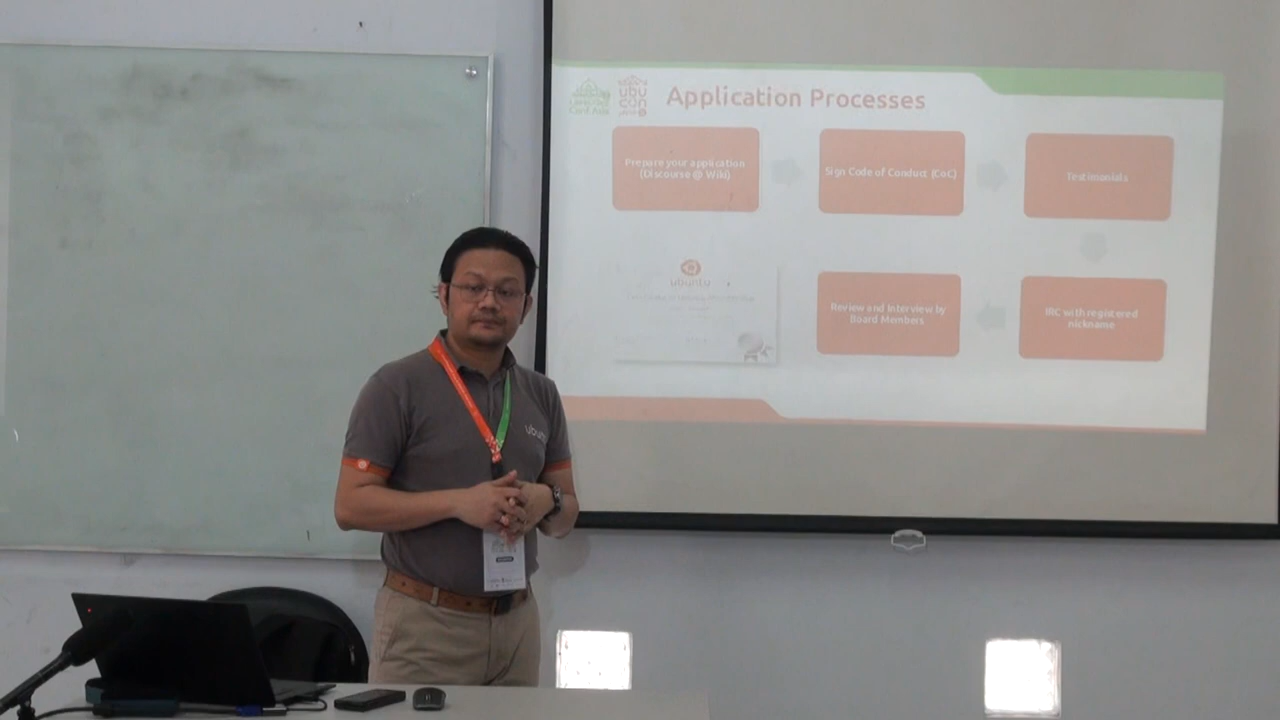 Application Processes
Prepare your application
(Discourse @ Wiki)
Sign Code of Conduct (CoC)
Testimonials
ubuntu
Review and Interview by
Board Members
IRC with registered
nickname
ubuntu